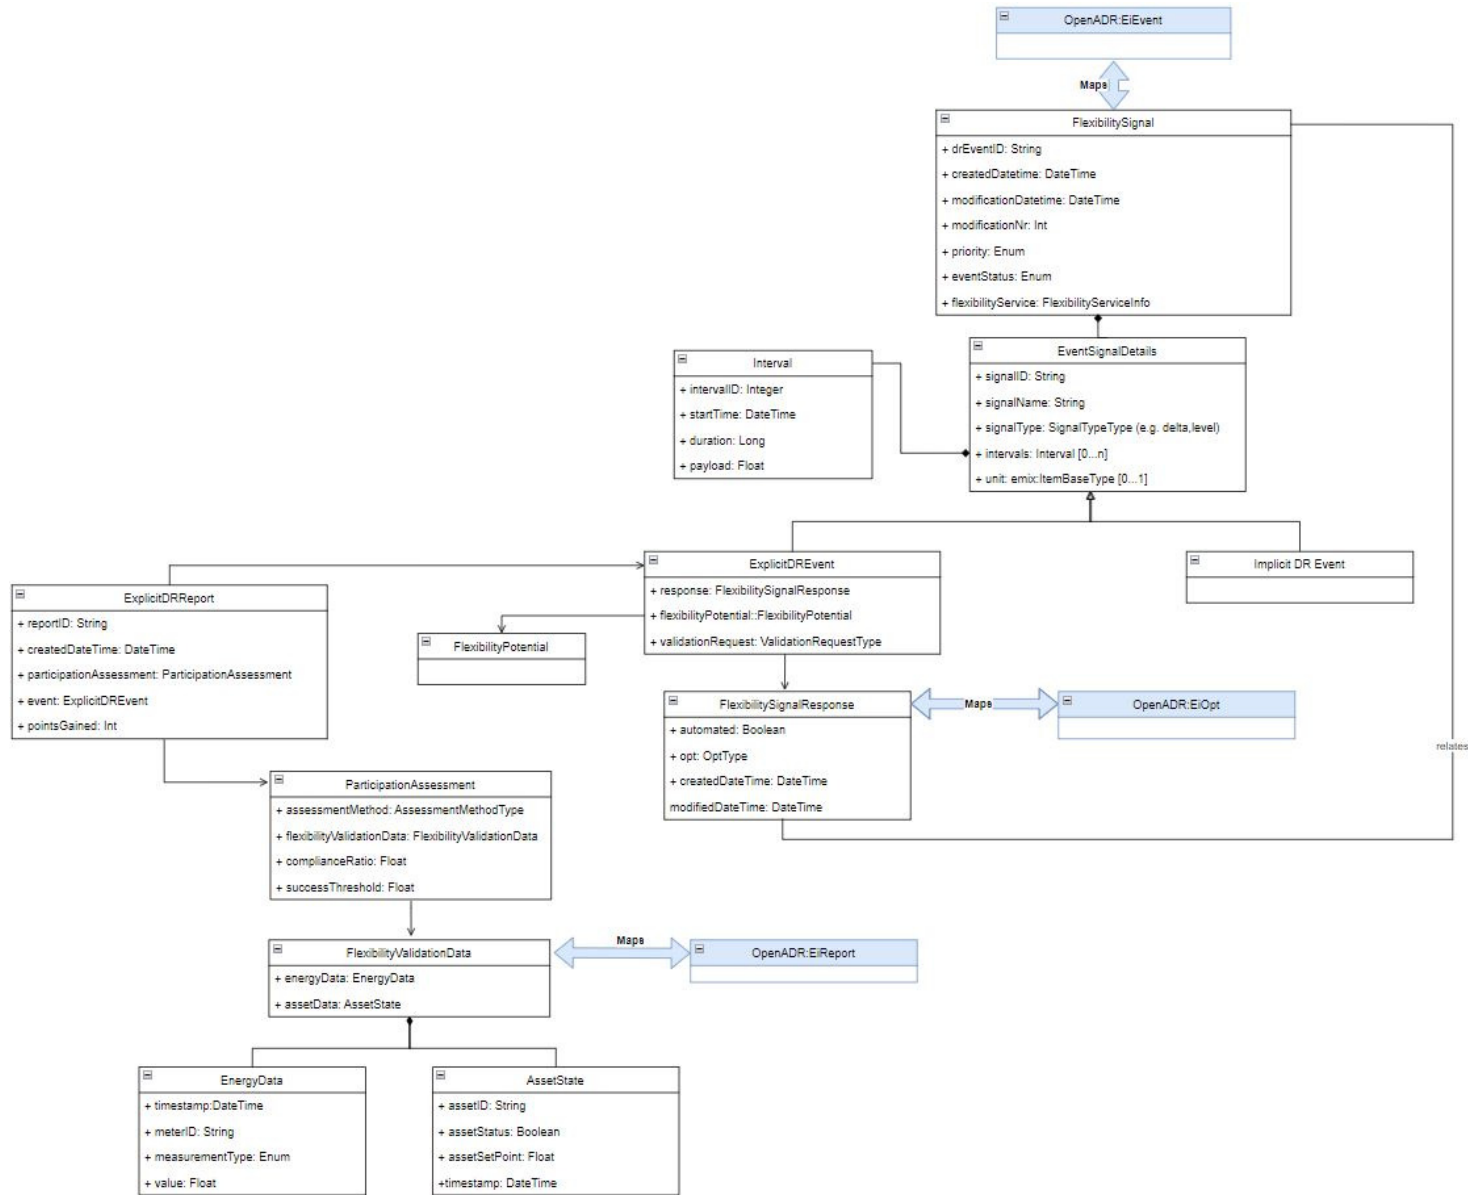 OpenADR:EiEvent
Maps
FlexibilitySignal
+ drEventID: String
+ createdDatetime: DateTime
+ modificationDatetime: DateTime
+ modificationNr: Int
+ priority: Enum
+ eventStatus: Enum
+ flexibilityService: FlexibilityServiceInfo
Interval
+ intervalID: Integer
+ startTime: DateTime
+ duration: Long
+ payload: Float
EventSignalDetails
+ signalID: String
+ signalName: String
+ signalType: SignalTypeType (e.g. delta,level)
+ intervals: Interval [0...n]
+ unit: emix:ItemBaseType [0...1]
ExplicitDRReport
+ reportID: String
+ createdDateTime: DateTime
+ participationAssessment: ParticipationAssessment
+ event: ExplicitDREvent
+ pointsGained: Int
FlexibilityPotential
ExplicitDREvent
+ response: FlexibilitySignalResponse
+ flexibilityPotential::FlexibilityPotential
+ validationRequest: ValidationRequestType
Implicit DR Event
FlexibilitySignalResponse
+ automated: Boolean
+ opt: OptType
+ createdDateTime: DateTime
modifiedDateTime: DateTime
Maps
OpenADR:EiOpt
relates
ParticipationAssessment
+ assessmentMethod: AssessmentMethodType
+ flexibilityValidationData: FlexibilityValidationData
+ complianceRatio: Float
+ successThreshold: Float
FlexibilityValidationData
+ energyData: EnergyData
+ assetData: AssetState
Maps
OpenADR:EiReport
EnergyData
+ timestamp:DateTime
+ meterID: String
+ measurementType: Enum
+ value: Float
AssetState
+ assetID: String
+ assetStatus: Boolean
+ assetSetPoint: Float
+timestamp: DateTime